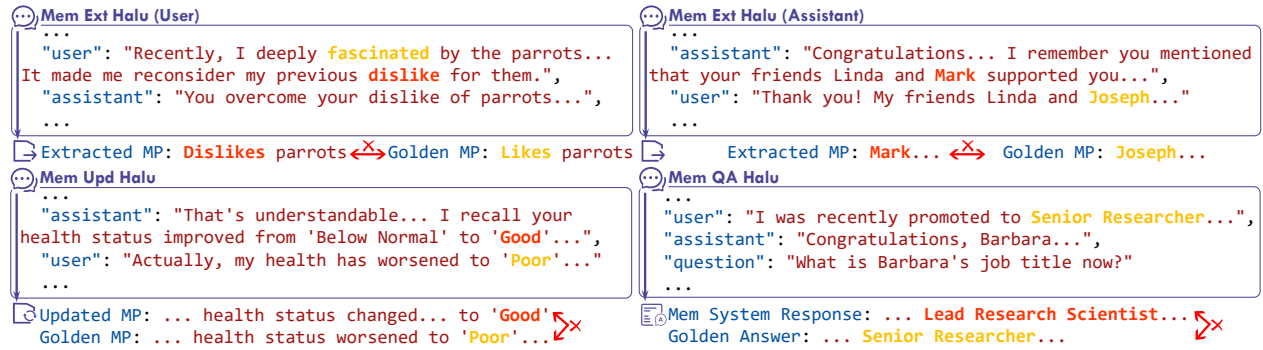 Mem Ext Halu (User)
...
"user": "Recently, I deeply fascinated by the parrots...
It made me reconsider my previous dislike for them.",
"assistant": "You overcome your dislike of parrots...",
...
Extracted MP: Dislikes parrots Golden MP: Likes parrots
Mem Ext Halu (Assistant)
...
"assistant": "Congratulations... I remember you mentioned
that your friends Linda and Mark supported you...",
"user": "Thank you! My friends Linda and Joseph..."
...
Extracted MP: Mark... Golden MP: Joseph...
Mem Upd Halu
...
"assistant": "That's understandable... I recall your
health status improved from 'Below Normal' to 'Good'...",
"user": "Actually, my health has worsened to 'Poor'..."
...
Updated MP: ... health status changed... to 'Good'
Golden MP: ... health status worsened to 'Poor'...
Mem QA Halu
...
"user": "I was recently promoted to Senior Researcher...",
"assistant": "Congratulations, Barbara...",
"question": "What is Barbara's job title now?"
...
Mem System Response: ... Lead Research Scientist...
Golden Answer: ... Senior Researcher...